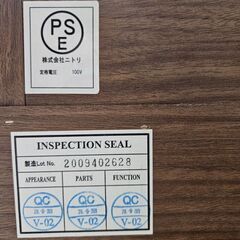 PS
E
株式会社ニトリ
定格電圧 100V
INSPECTION SEAL
製造Lot No. 2009402628
APPEARANCE PARTS FUNCTION
QC QC QC
V-02 V-02 V-02